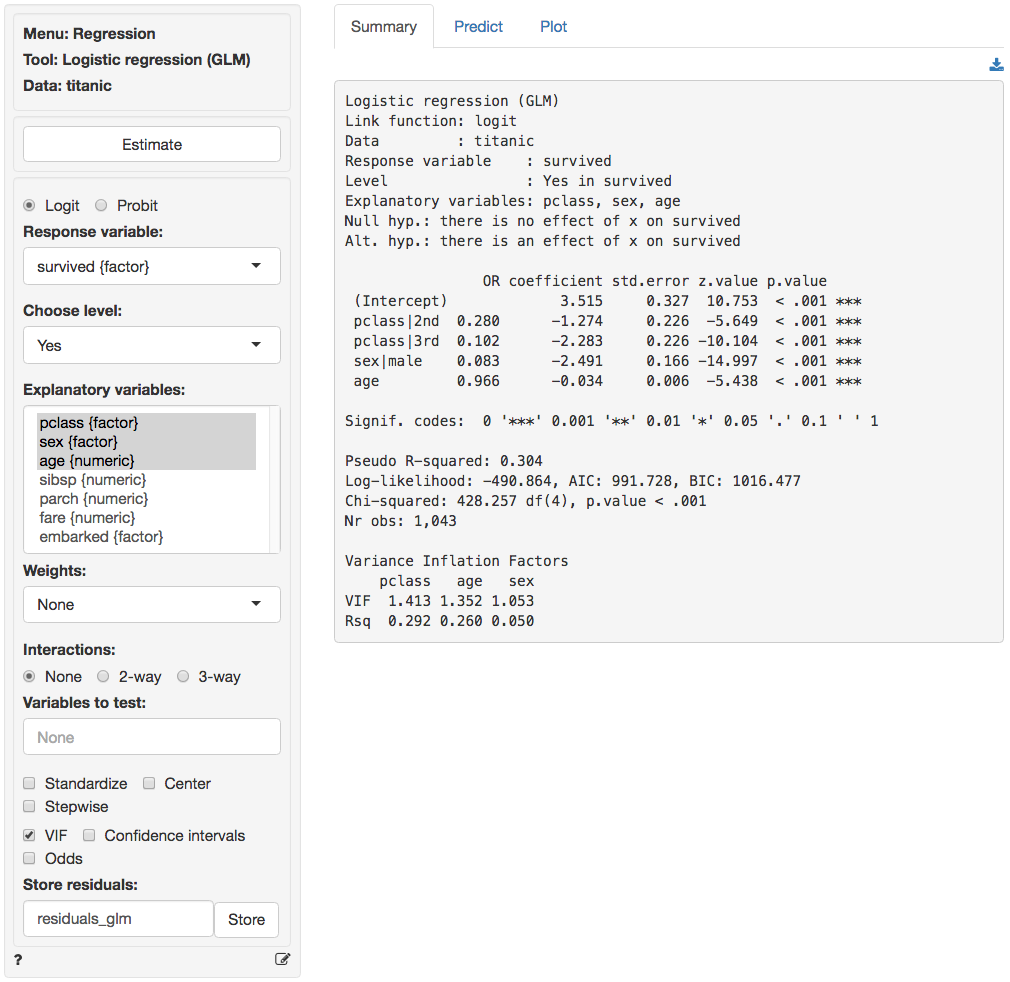 Menu: Regression
Tool: Logistic regression (GLM)
Data: titanic
Estimate
Logit Probit
Response variable:
survived {factor}
Choose level:
Yes
Explanatory variables:
pclass {factor}
sex {factor}
age {numeric}
sibsp {numeric}
parch {numeric}
fare {numeric}
embarked {factor}
Weights:
None
Interactions:
None 2-way 3-way
Variables to test:
None
Standardize Center
Stepwise
VIF Confidence intervals
Odds
Store residuals:
residuals_glm Store
?
Summary Predict Plot
Logistic regression (GLM)
Link function: logit
Data : titanic
Response variable : survived
Level : Yes in survived
Explanatory variables: pclass, sex, age
Null hyp.: there is no effect of x on survived
Alt. hyp.: there is an effect of x on survived
OR coefficient std.error z.value p.value
(Intercept) 3.515 0.327 10.753 < .001 ***
pclass|2nd 0.280 -1.274 0.226 -5.649 < .001 ***
pclass|3rd 0.102 -2.283 0.226 -10.104 < .001 ***
sex|male 0.083 -2.491 0.166 -14.997 < .001 ***
age 0.966 -0.034 0.006 -5.438 < .001 ***
Signif. codes: 0 '***' 0.001 '**' 0.01 '*' 0.05 '.' 0.1 ' ' 1
Pseudo R-squared: 0.304
Log-likelihood: -490.864, AIC: 991.728, BIC: 1016.477
Chi-squared: 428.257 df(4), p.value < .001
Nr obs: 1,043
Variance Inflation Factors
pclass age sex
VIF 1.413 1.352 1.053
Rsq 0.292 0.260 0.050